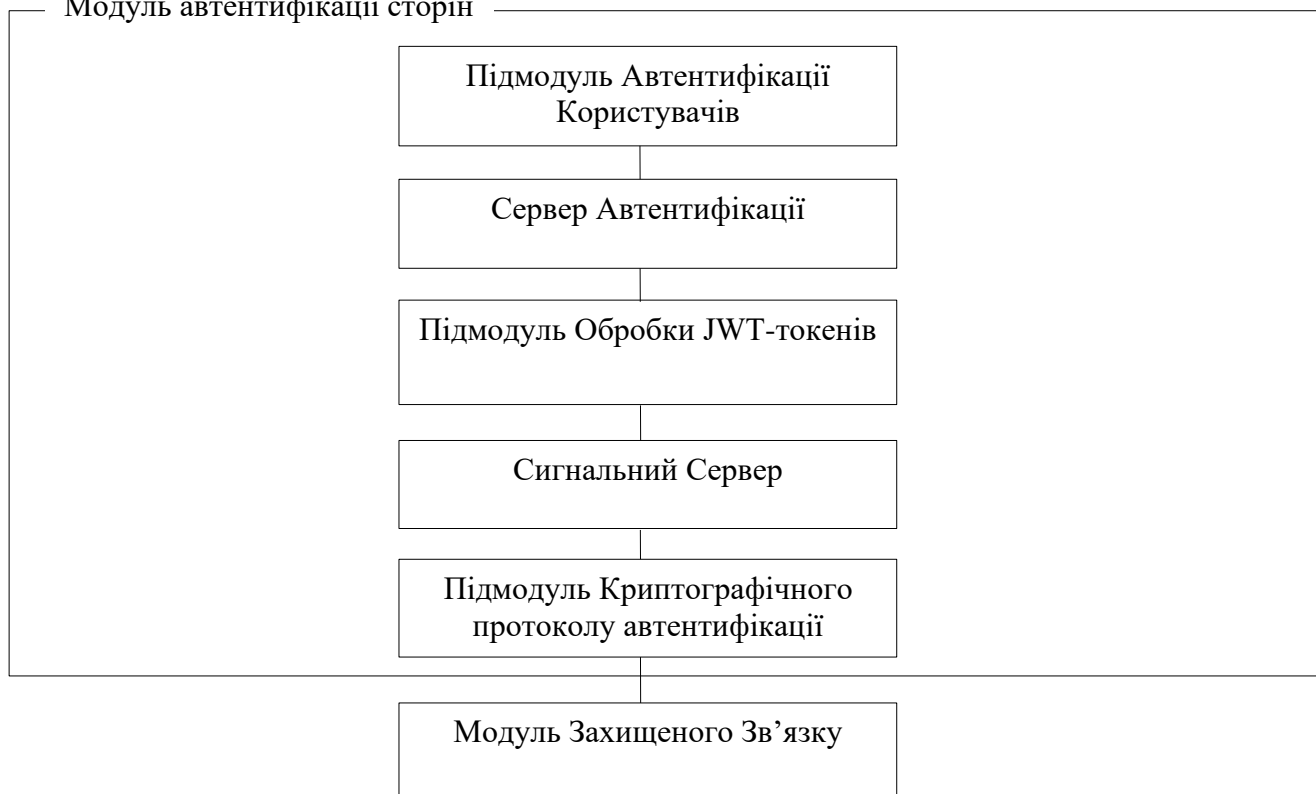 Модуль автентифікації сторін
Підмодуль Автентифікації
Користувачів
Сервер Автентифікації
Підмодуль Обробки JWT-токенів
Сигнальний Сервер
Підмодуль Криптографічного
протоколу автентифікації
Модуль Захищеного Зв’язку